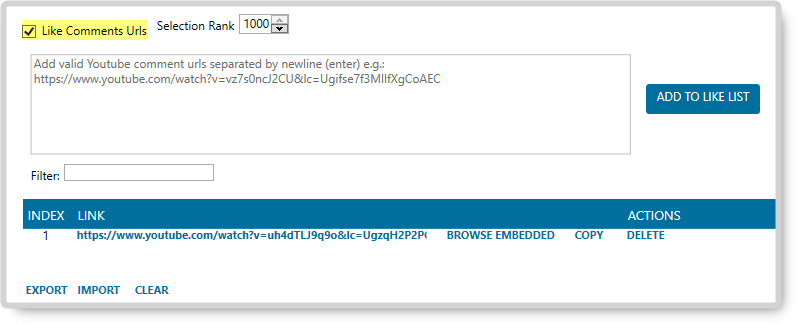 Like Comments Urls Selection Rank 1000
Add valid Youtube comment urls separated by newline (enter) e.g.:
https://www.youtube.com/watch?v=vz7s0ncJ2CU&lc=Ugifse7f3MllfXgCoAEC
ADD TO LIKE LIST
Filter:
INDEX LINK ACTIONS
1 https://www.youtube.com/watch?v=uh4dTLJ9q9o&lc=UgzqH2P2P BROWSE EMBEDDED COPY DELETE
EXPORT IMPORT CLEAR